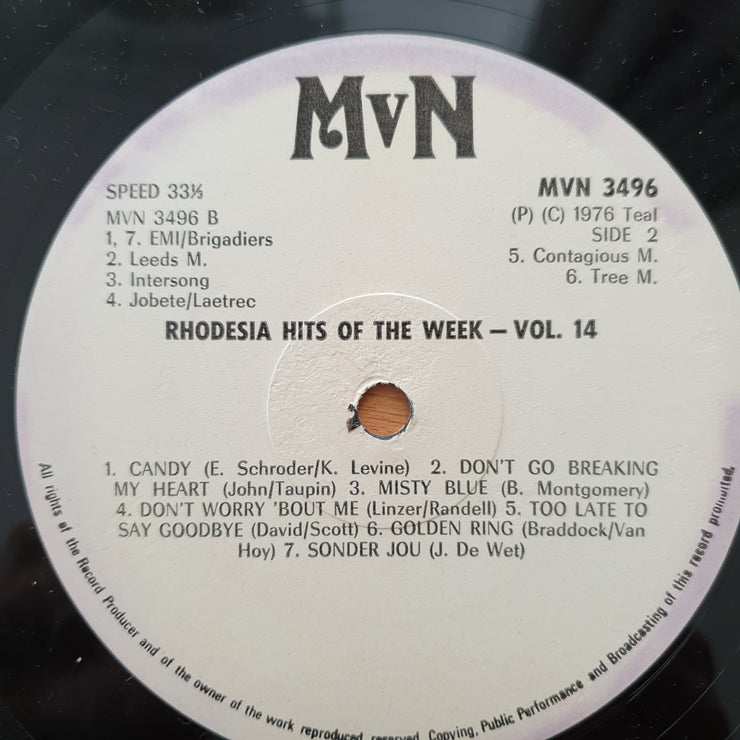 MvN
SPEED 33⅓
MVN 3496 B
1, 7. EMI/Brigadiers
2. Leeds M.
3. Intersong
4. Jobete/Laetrec
MVN 3496
(P) (C) 1976 Teal
SIDE 2
5. Contagious M.
6. Tree M.
RHODESIA HITS OF THE WEEK — VOL. 14
1. CANDY (E. Schroder/K. Levine) 2. DON'T GO BREAKING
MY HEART (John/Taupin) 3. MISTY BLUE (B. Montgomery)
4. DON'T WORRY 'BOUT ME (Linzer/Randell) 5. TOO LATE TO
SAY GOODBYE (David/Scott) 6. GOLDEN RING (Braddock/Van
Hoy) 7. SONDER JOU (J. De Wet)
All rights of the Record Producer and of the owner of the work reproduced reserved Copying, Public Performance and Broadcasting of this record prohibited.